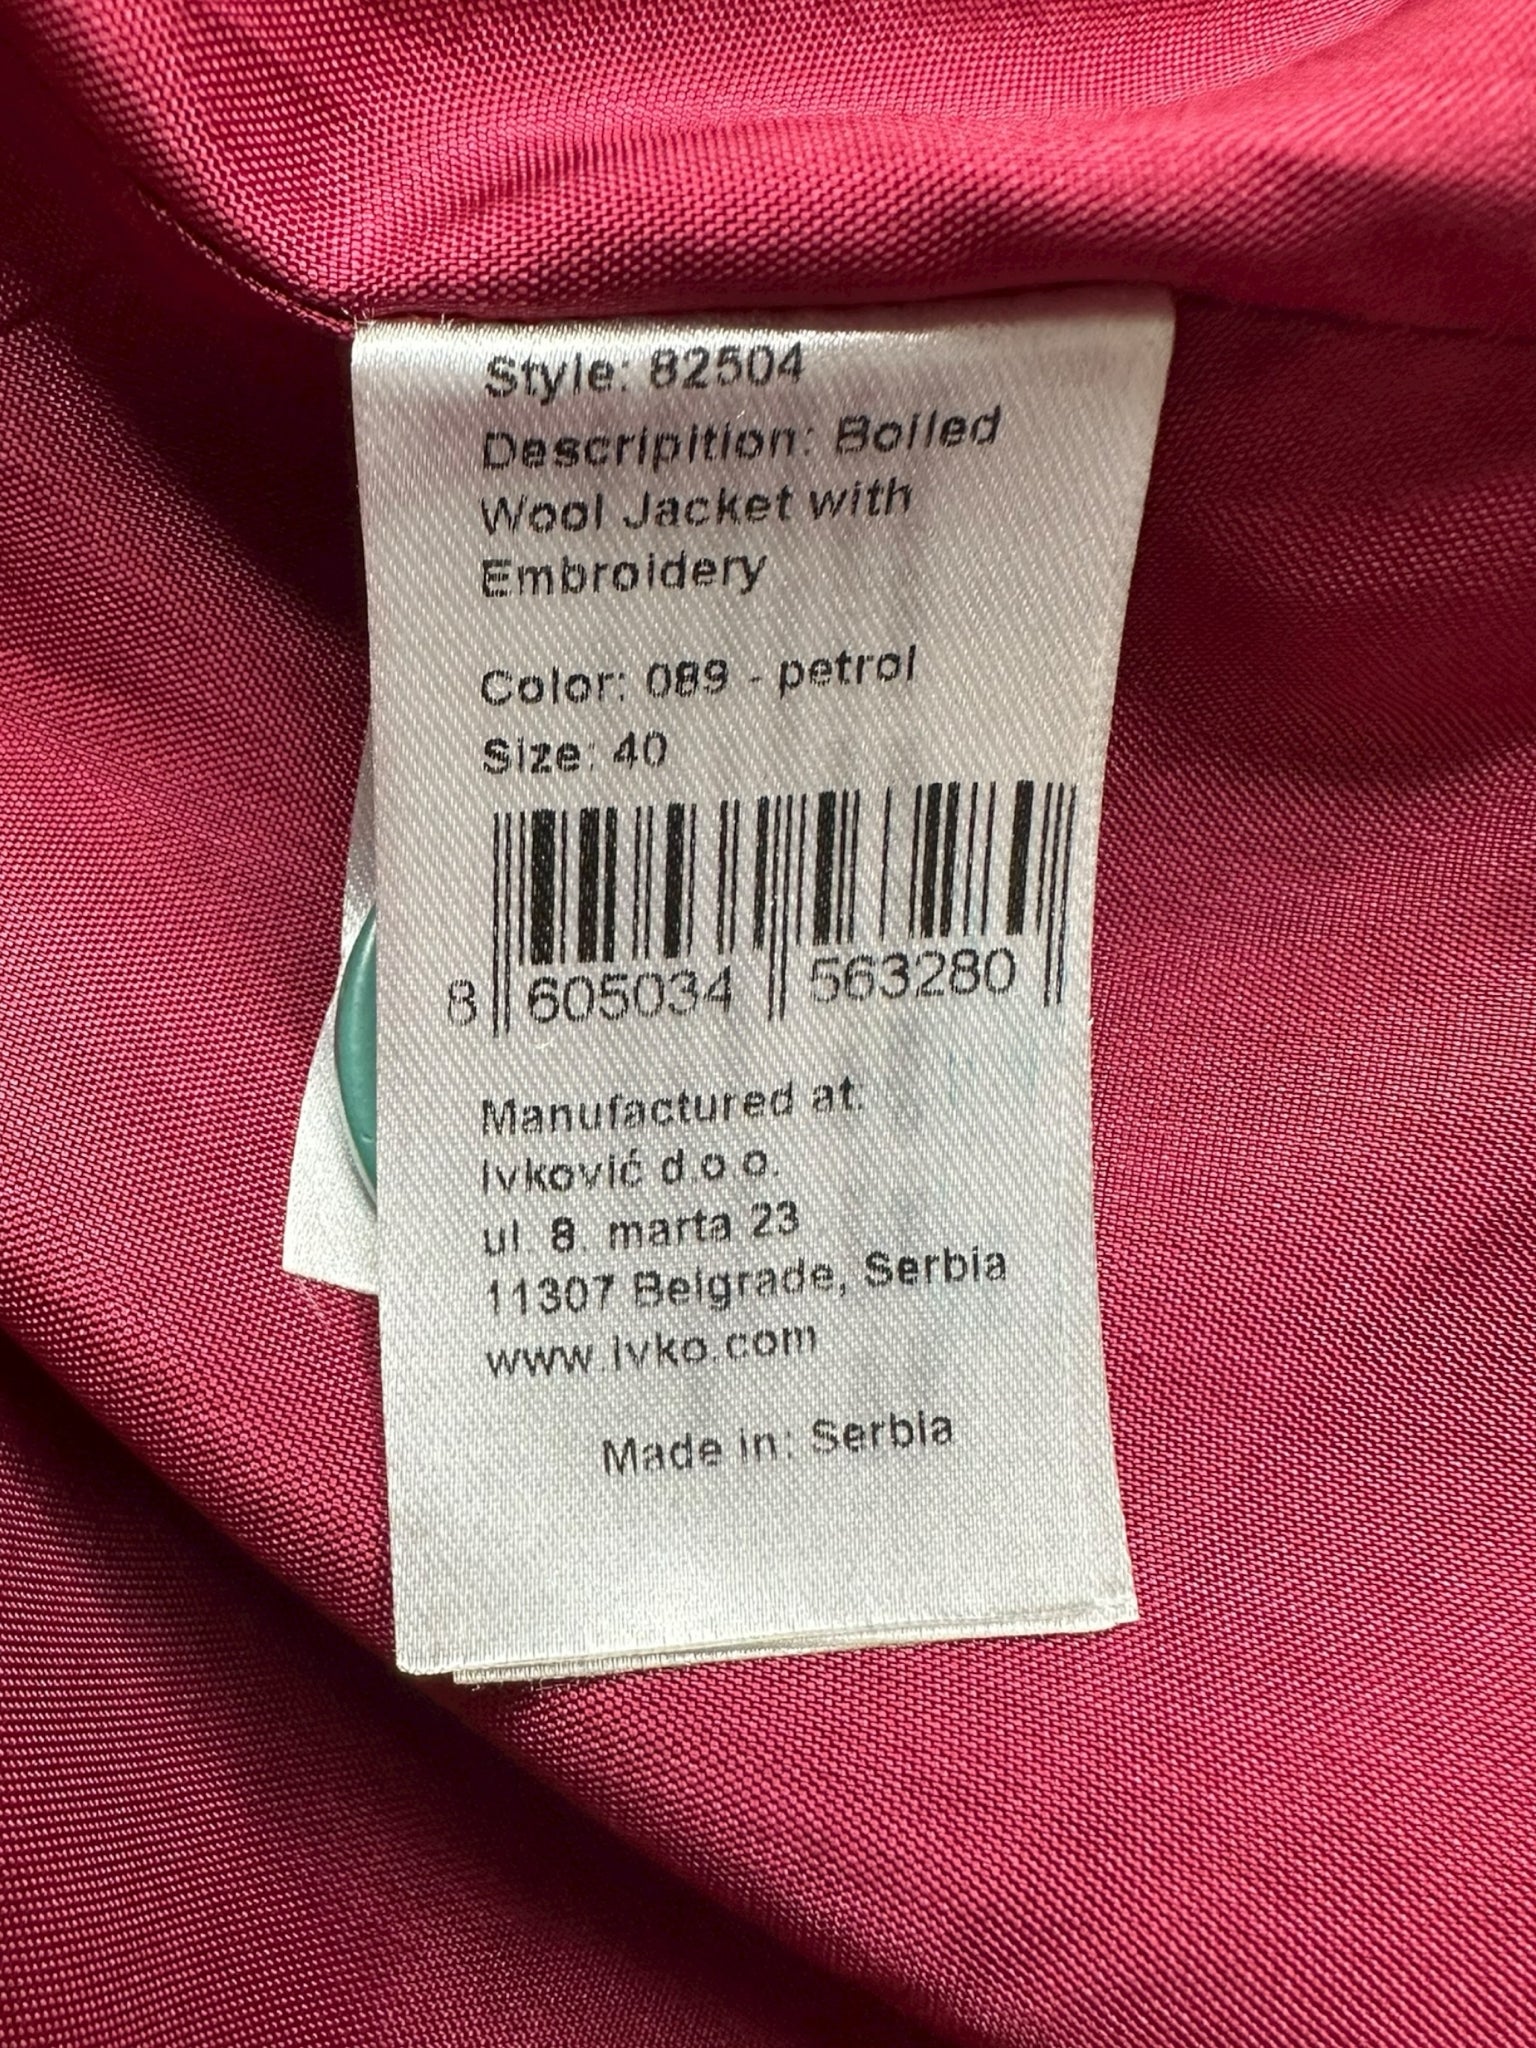 Style: 82504
Descripition: Boiled
Wool Jacket with
Embroidery
Color: 089 - petrol
Size: 40
8 605034 563280
Manufactured at:
Ivković d.o.o.
ul. 8. marta 23
11307 Belgrade, Serbia
www.ivko.com
Made in: Serbia